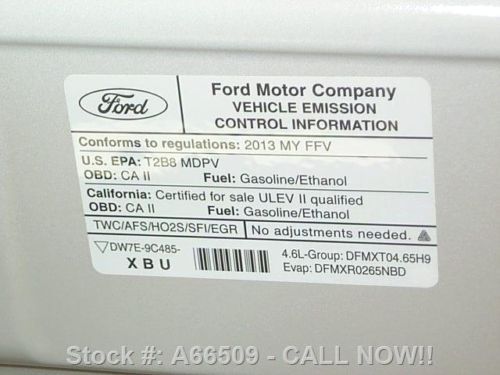 Ford
Ford Motor Company
VEHICLE EMISSION
CONTROL INFORMATION
Conforms to regulations: 2013 MY FFV
U.S. EPA: T2B8 MDPV
OBD: CA II Fuel: Gasoline/Ethanol
California: Certified for sale ULEV II qualified
OBD: CA II Fuel: Gasoline/Ethanol
TWC/AFS/HO2S/SFI/EGR No adjustments needed.
DW7E-9C485-
XBU
4.6L-Group: DFMXT04.65H9
Evap: DFMXR0265NBD
Stock #: A66509 - CALL NOW!!